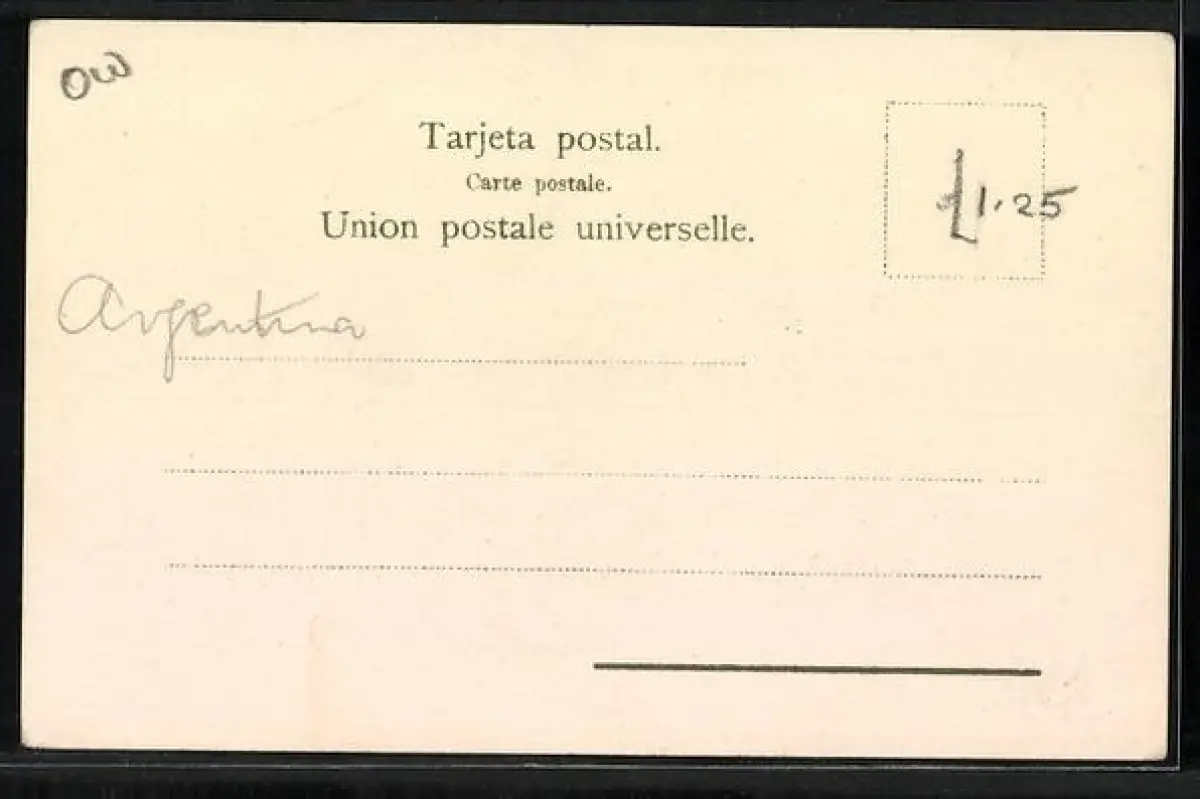 OW
Tarjeta postal.
Carte postale.
Union postale universelle.
1.25
Argentina